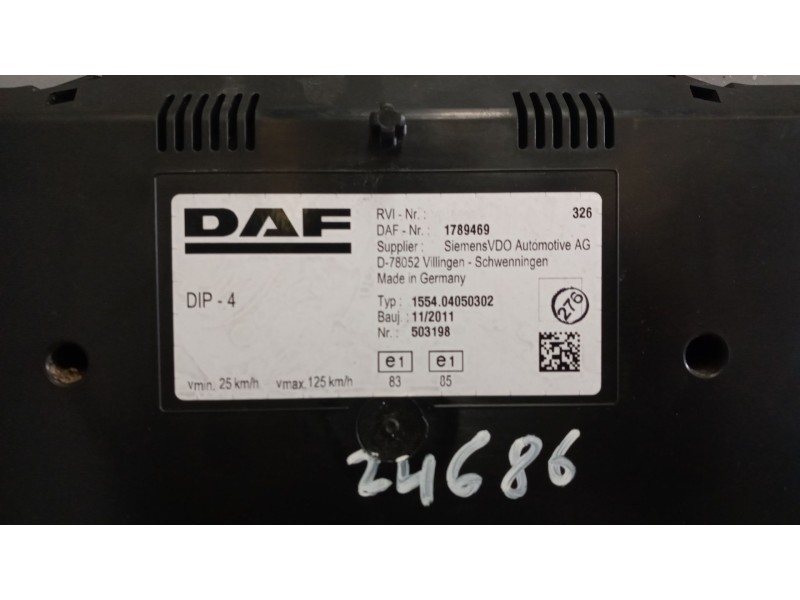 DAF
RVI - Nr. : 326
DAF - Nr. : 1789469
Supplier : SiemensVDO Automotive AG
D-78052 Villingen - Schwenningen
Made in Germany
DIP - 4
Typ : 1554.04050302
Bauj. : 11/2011
Nr. : 503198
276
e1 e1
83 85
vmin. 25 km/h vmax. 125 km/h
24686